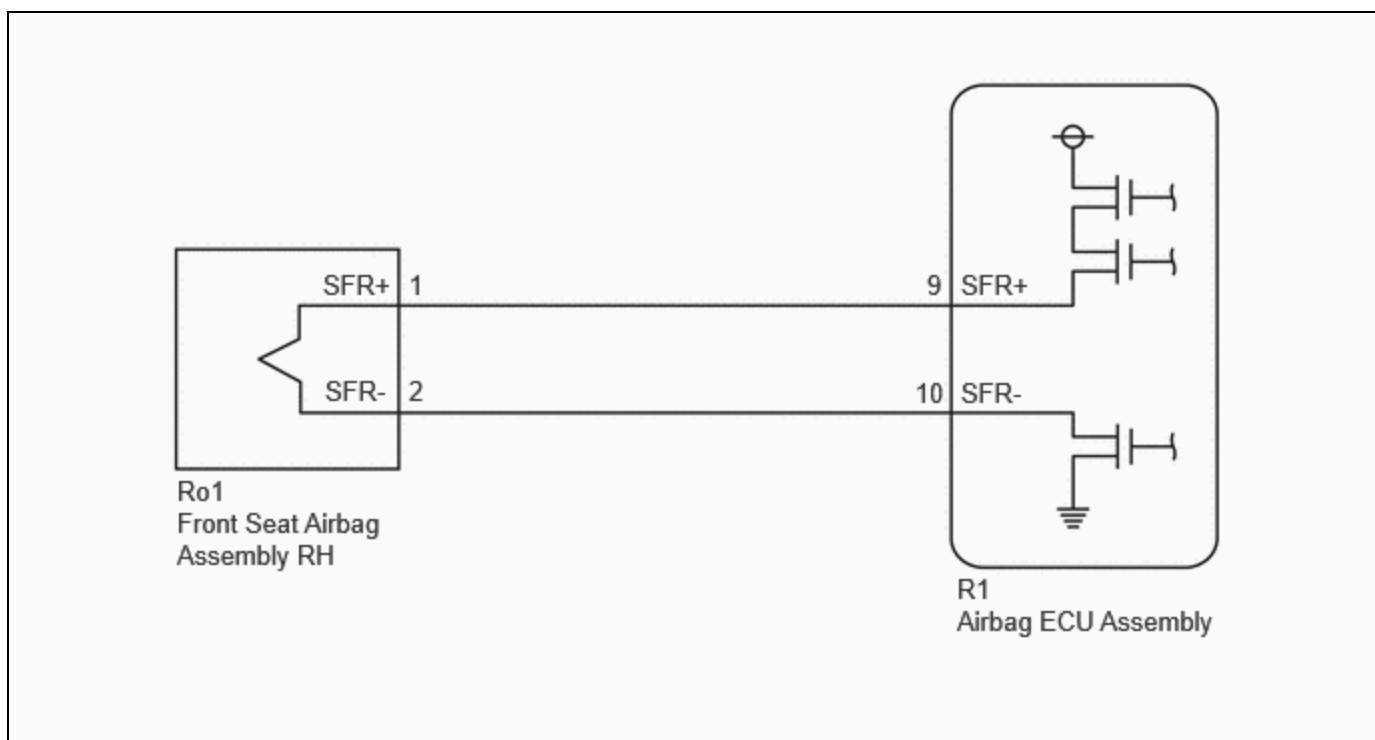 SFR+ 1 9 SFR+
SFR- 2 10 SFR-
Ro1
Front Seat Airbag
Assembly RH
R1
Airbag ECU Assembly